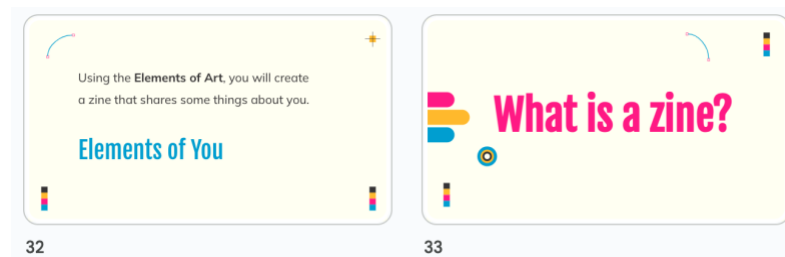 Using the Elements of Art, you will create
a zine that shares some things about you.
Elements of You
32
What is a zine?
33